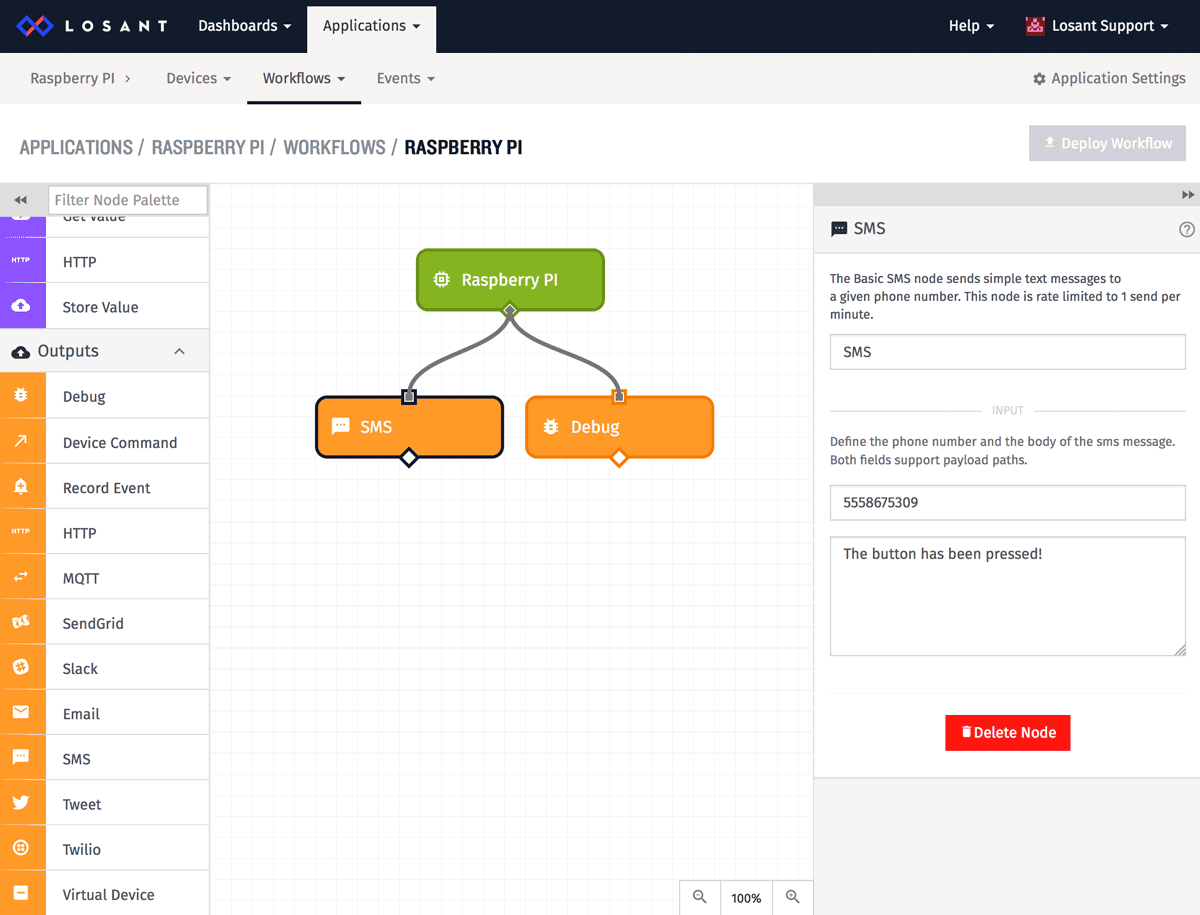 LOSANT
Dashboards
Applications
Help
Losant Support
Raspberry PI
Devices
Workflows
Events
Application Settings
APPLICATIONS / RASPBERRY PI / WORKFLOWS / RASPBERRY PI
Deploy Workflow
Filter Node Palette
Get Value
HTTP HTTP
Store Value
Outputs
Debug
Device Command
Record Event
HTTP HTTP
MQTT
SendGrid
Slack
Email
SMS
Tweet
Twilio
Virtual Device
Raspberry PI
SMS
Debug
100%
SMS
The Basic SMS node sends simple text messages to
a given phone number. This node is rate limited to 1 send per
minute.
SMS
INPUT
Define the phone number and the body of the sms message.
Both fields support payload paths.
5558675309
The button has been pressed!
Delete Node